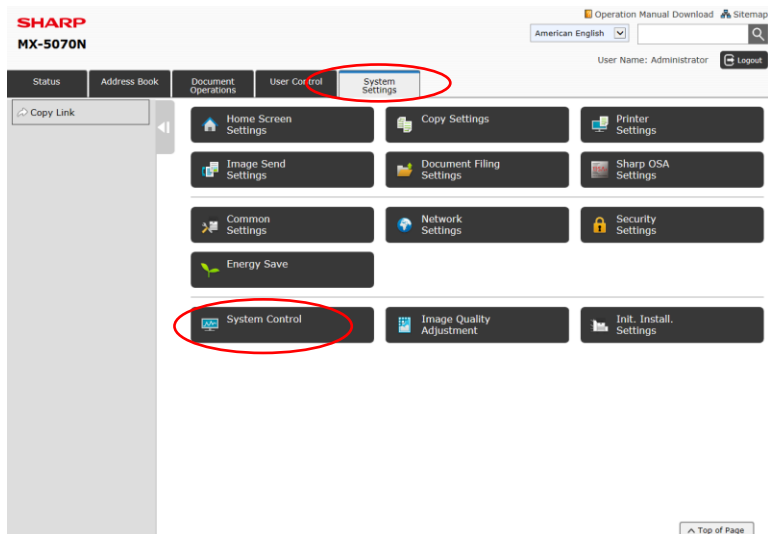 Operation Manual Download Sitemap
SHARP
American English
MX-5070N
User Name: Administrator Logout
Status
Address Book
Document
Operations
User Control
System
Settings
Copy Link
Home Screen
Settings
Copy Settings
Printer
Settings
Image Send
Settings
Document Filing
Settings
Sharp OSA
Settings
Common
Settings
Network
Settings
Security
Settings
Energy Save
System Control
Image Quality
Adjustment
Init. Install.
Settings
Top of Page